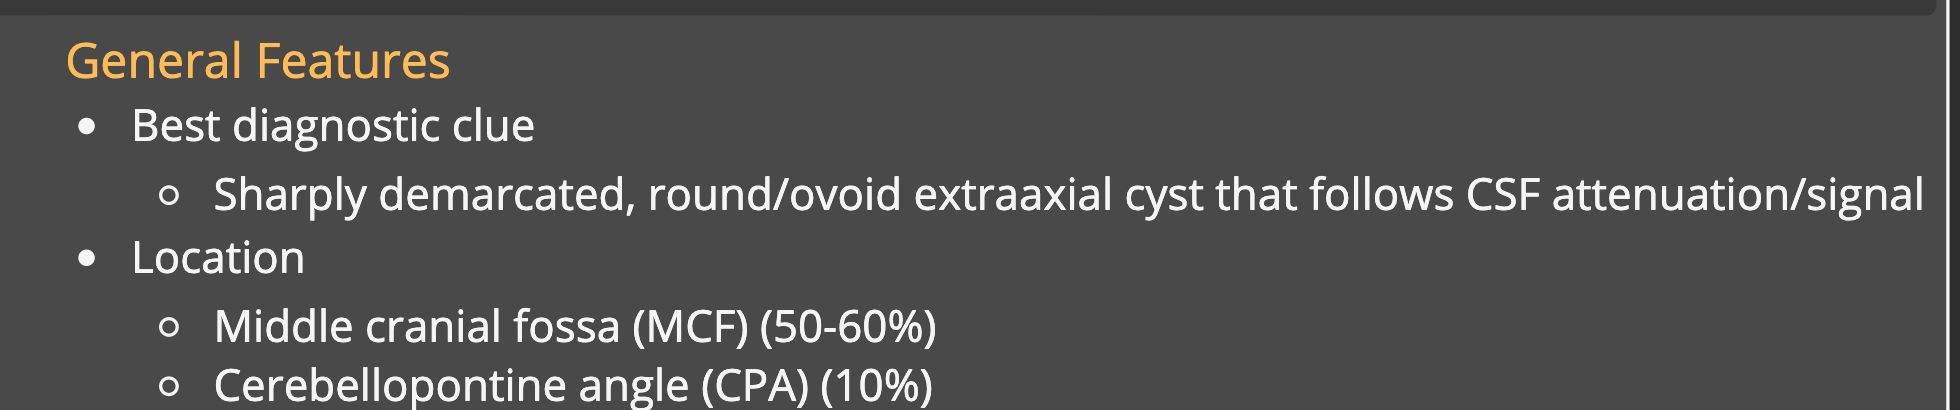 General Features
• Best diagnostic clue
○ Sharply demarcated, round/ovoid extraaxial cyst that follows CSF attenuation/signal
• Location
○ Middle cranial fossa (MCF) (50-60%)
○ Cerebellopontine angle (CPA) (10%)